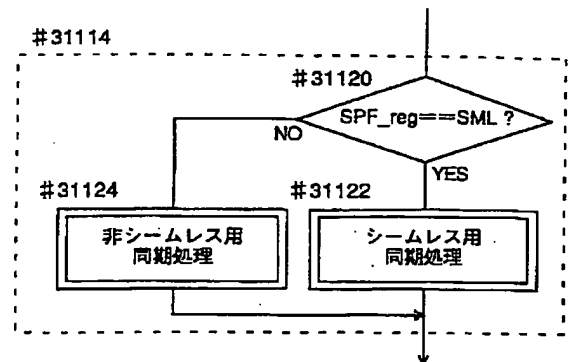 #31114
#31120
SPF_reg==SML ?
NO
YES
#31124
#31122
非シームレス用
同期処理
シームレス用
同期処理